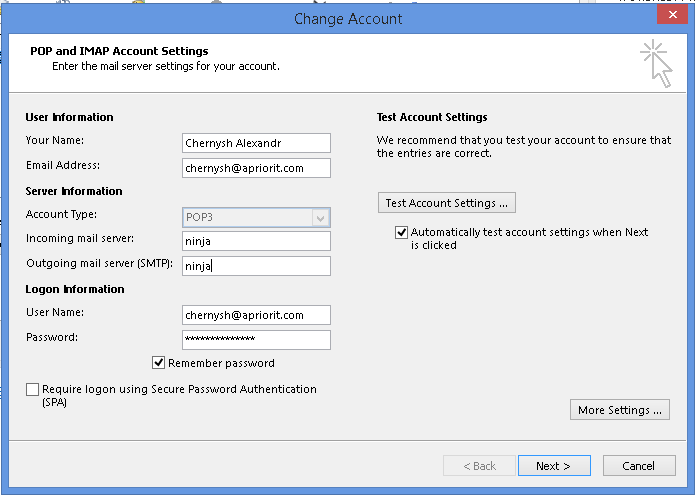 Change Account
POP and IMAP Account Settings
Enter the mail server settings for your account.
User Information
Your Name:
Chernysh Alexandr
Email Address:
chernysh@apriorit.com
Server Information
Account Type:
POP3
Incoming mail server:
ninja
Outgoing mail server (SMTP):
ninja
Logon Information
User Name:
chernysh@apriorit.com
Password:
**************
Remember password
Require logon using Secure Password Authentication
(SPA)
Test Account Settings
We recommend that you test your account to ensure that
the entries are correct.
Test Account Settings ...
Automatically test account settings when Next
is clicked
More Settings ...
< Back
Next >
Cancel